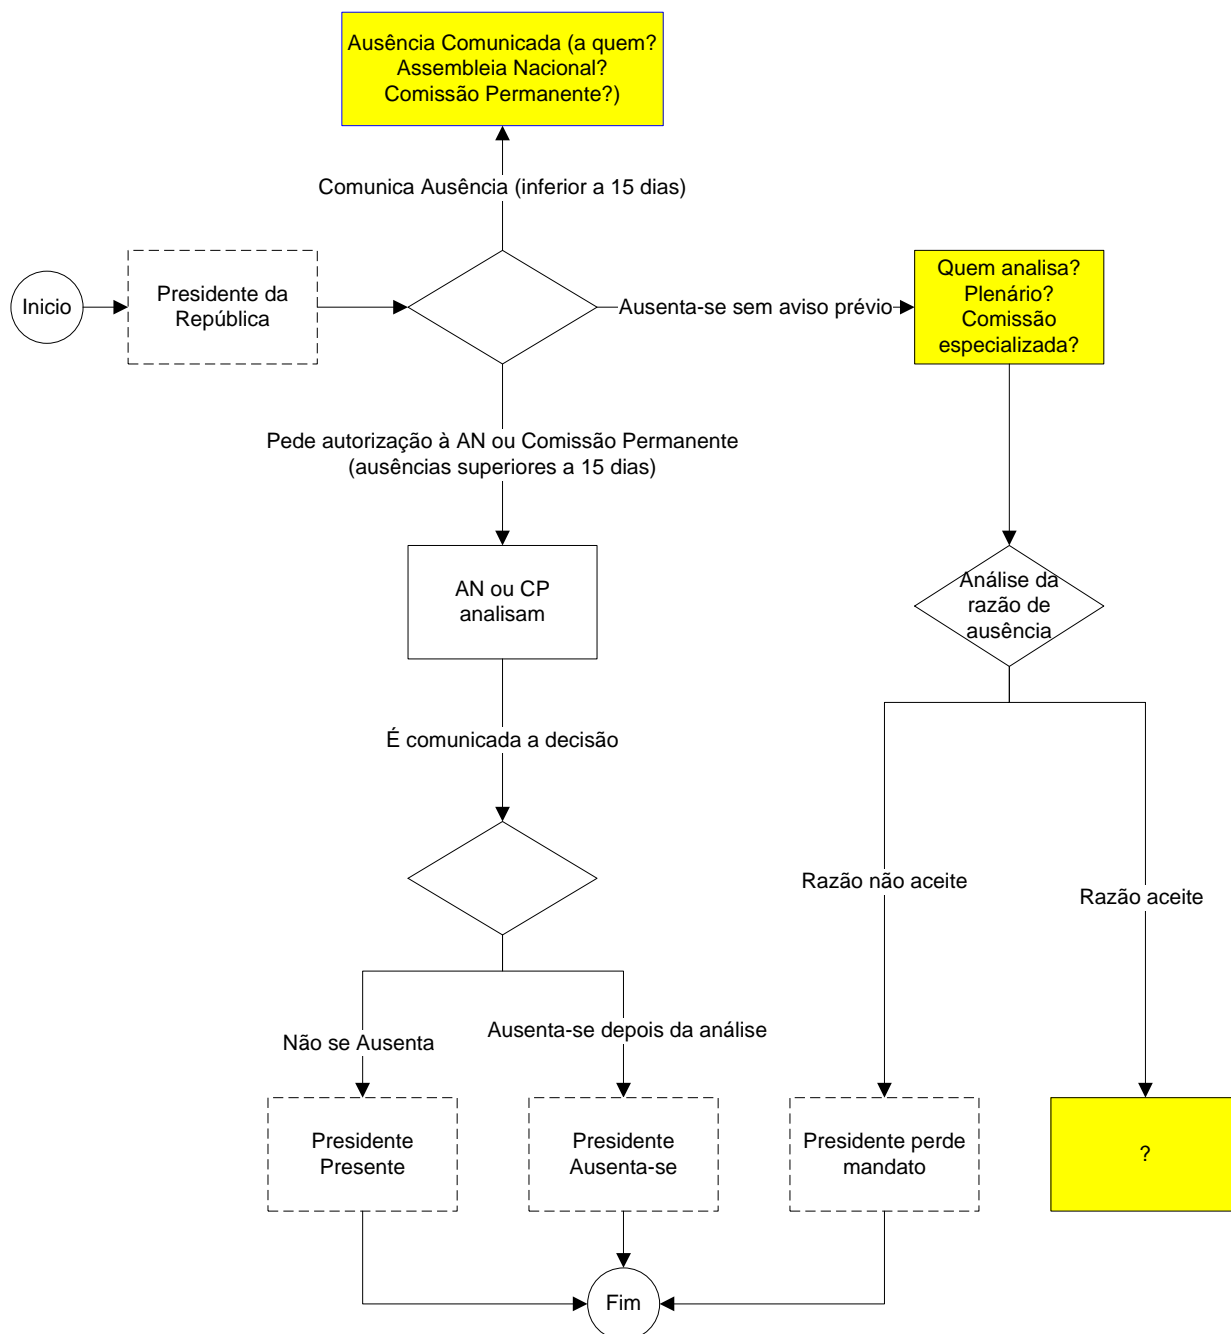 Ausência Comunicada (a quem?
Assembleia Nacional?
Comissão Permanente?)
Comunica Ausência (inferior a 15 dias)
Inicio
Presidente da
República
Ausenta-se sem aviso prévio
Quem analisa?
Plenário?
Comissão
especializada?
Pede autorização à AN ou Comissão Permanente
(ausências superiores a 15 dias)
AN ou CP
analisam
Análise da
razão de
ausência
É comunicada a decisão
Razão não aceite
Razão aceite
Não se Ausenta
Ausenta-se depois da análise
Presidente
Presente
Presidente
Ausenta-se
Presidente perde
mandato
?
Fim